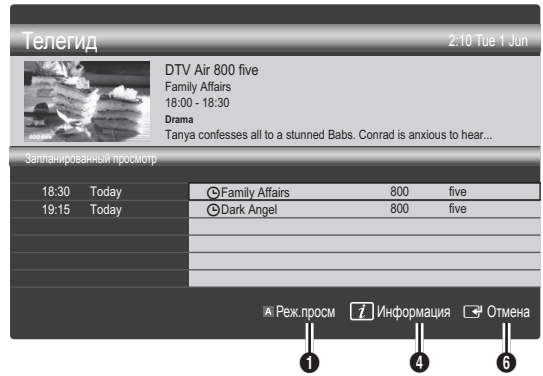 Телегид 2:10 Tue 1 Jun
DTV Air 800 five
Family Affairs
18:00 - 18:30
Drama
Tanya confesses all to a stunned Babs. Conrad is anxious to hear...
800 five
Запланированный просмотр
18:30 Today Family Affairs 800 five
19:15 Today Dark Angel 800 five
A Реж.просм i Информация Отмена
1 4 6